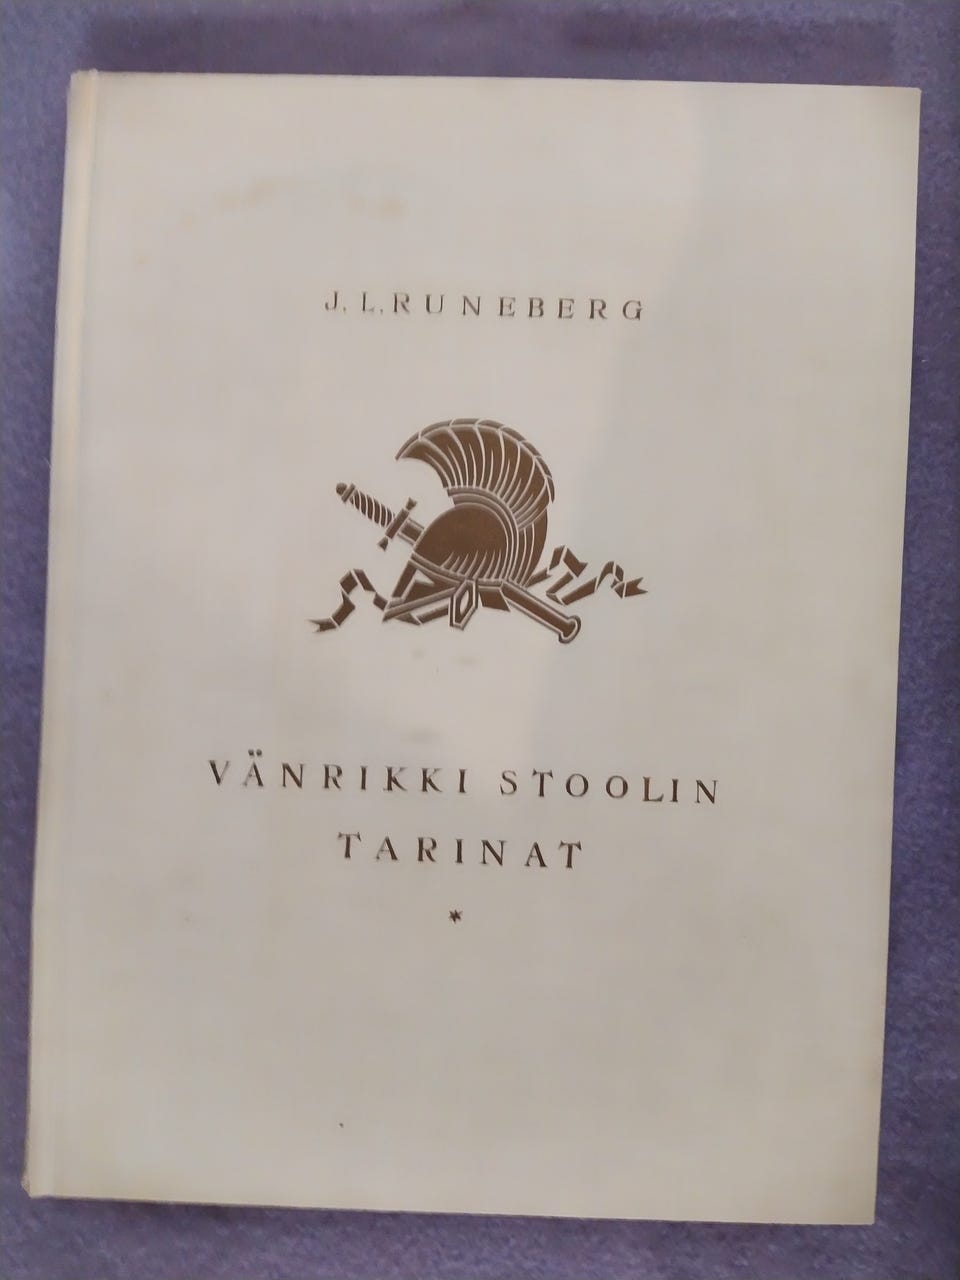 J. L. RUNEBERG
VÄNRIKKI STOOLIN
TARINAT
*